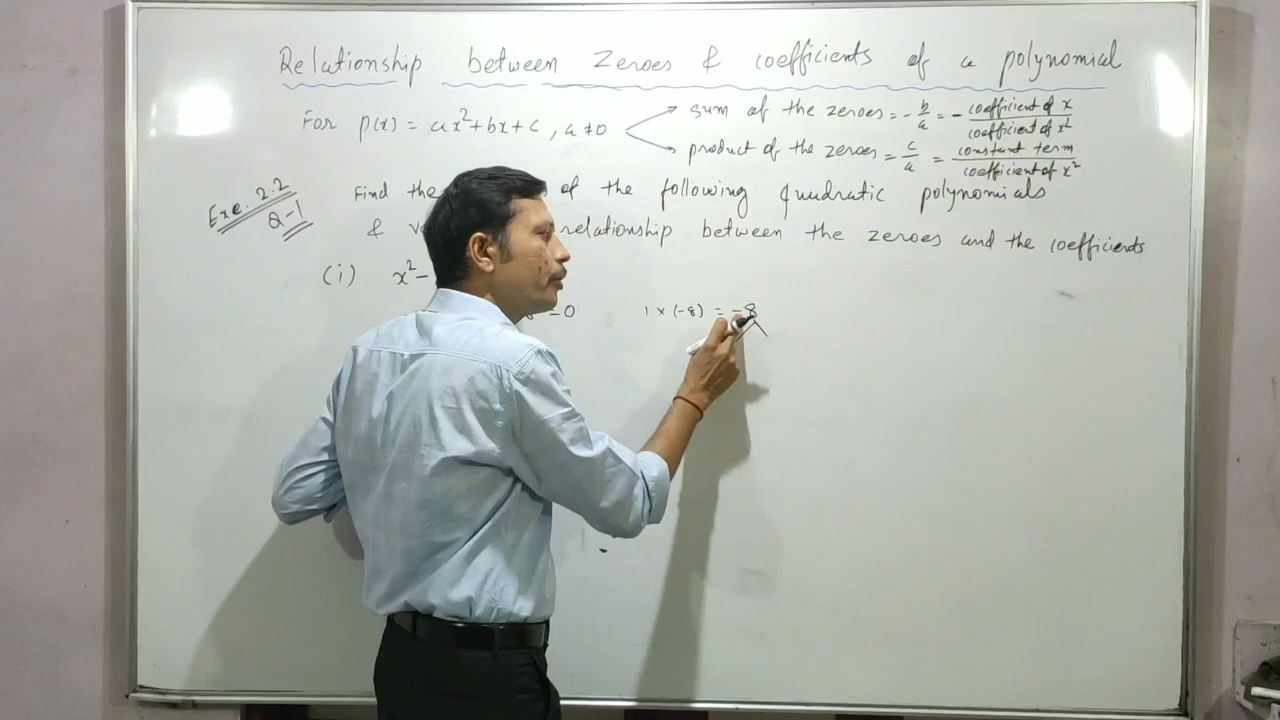 Relationship between Zeroes & coefficients of a polynomial
For p(x) = ax²+bx+c, a≠0
sum of the zeroes = -b/a = - coefficient of x / coefficient of x²
product of the zeroes = c/a = constant term / coefficient of x²
Exe. 2.2
Q-1
Find the of the following quadratic polynomials
& relationship between the zeroes and the coefficients
(i) x²-
=0 1 × (-8) = -8